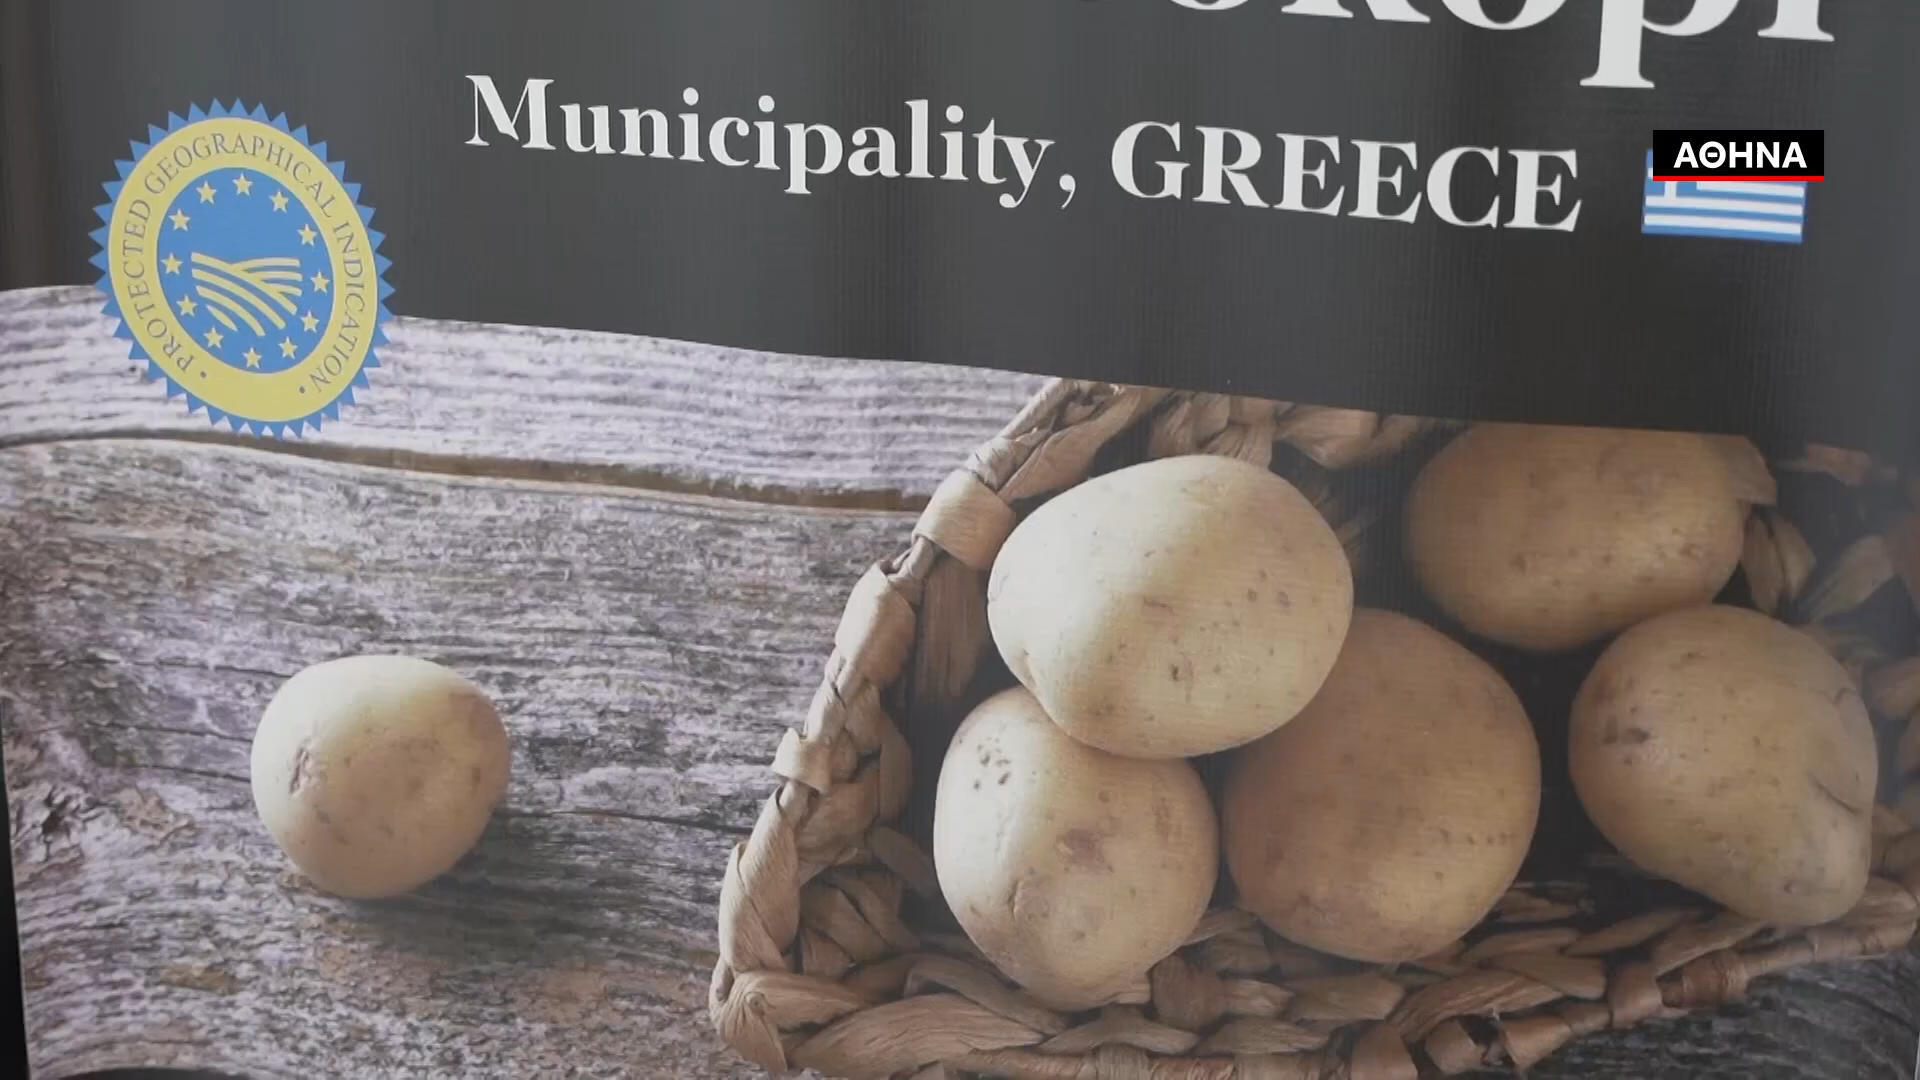 Municipality, GREECE
ΑΘΗΝΑ
PROTECTED GEOGRAPHICAL INDICATION